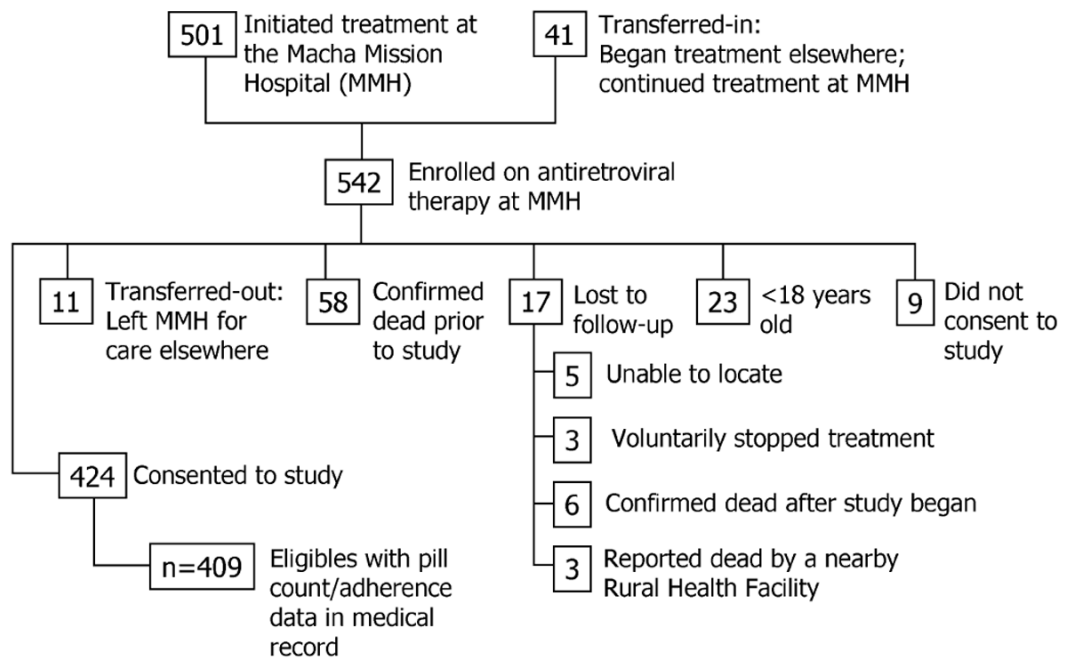 501
Initiated treatment at
the Macha Mission
Hospital (MMH)
41
Transferred-in:
Began treatment elsewhere;
continued treatment at MMH
542
Enrolled on antiretroviral
therapy at MMH
11
Transferred-out:
Left MMH for
care elsewhere
58
Confirmed
dead prior
to study
17
Lost to
follow-up
23
<18 years
old
9
Did not
consent to
study
5
Unable to locate
3
Voluntarily stopped treatment
6
Confirmed dead after study began
3
Reported dead by a nearby
Rural Health Facility
424
Consented to study
n=409
Eligibles with pill
count/adherence
data in medical
record